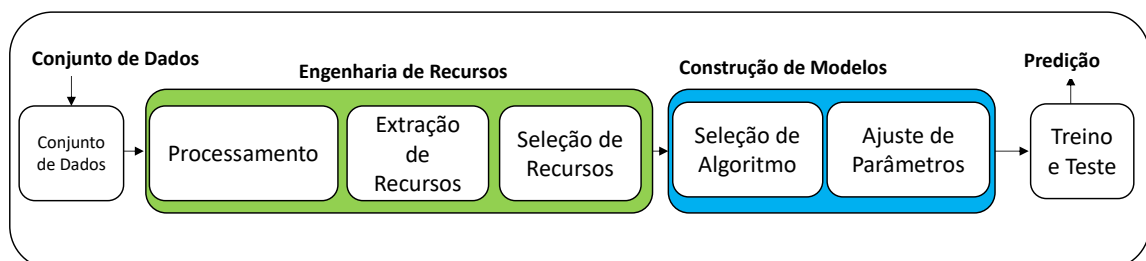 Conjunto de Dados
Engenharia de Recursos
Construção de Modelos
Predição
Conjunto
de Dados
Processamento
Extração
de
Recursos
Seleção de
Recursos
Seleção de
Algoritmo
Ajuste de
Parâmetros
Treino
e Teste